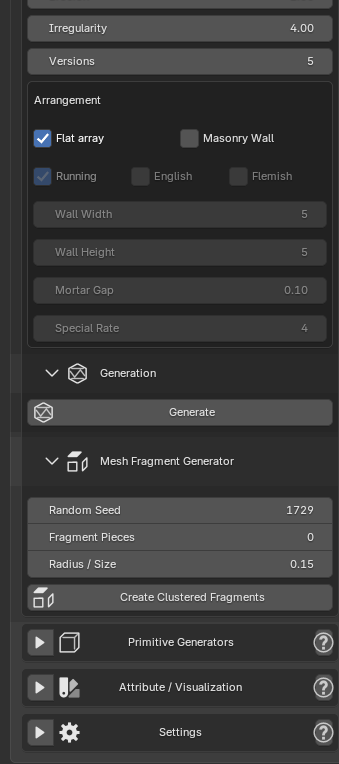 Irregularity 4.00
Versions 5
Arrangement
Flat array Masonry Wall
Running English Flemish
Wall Width 5
Wall Height 5
Mortar Gap 0.10
Special Rate 4
Generation
Generate
Mesh Fragment Generator
Random Seed 1729
Fragment Pieces 0
Radius / Size 0.15
Create Clustered Fragments
Primitive Generators ?
Attribute / Visualization ?
Settings ?